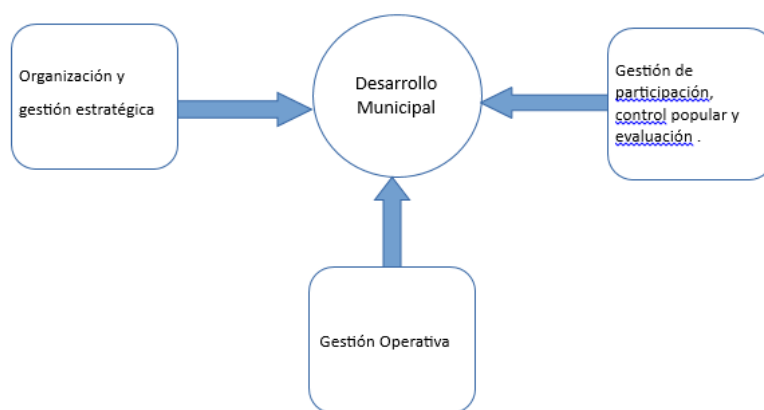 Organización y
gestión estratégica
Desarrollo
Municipal
Gestión de
participación,
control popular y
evaluación .
Gestión Operativa